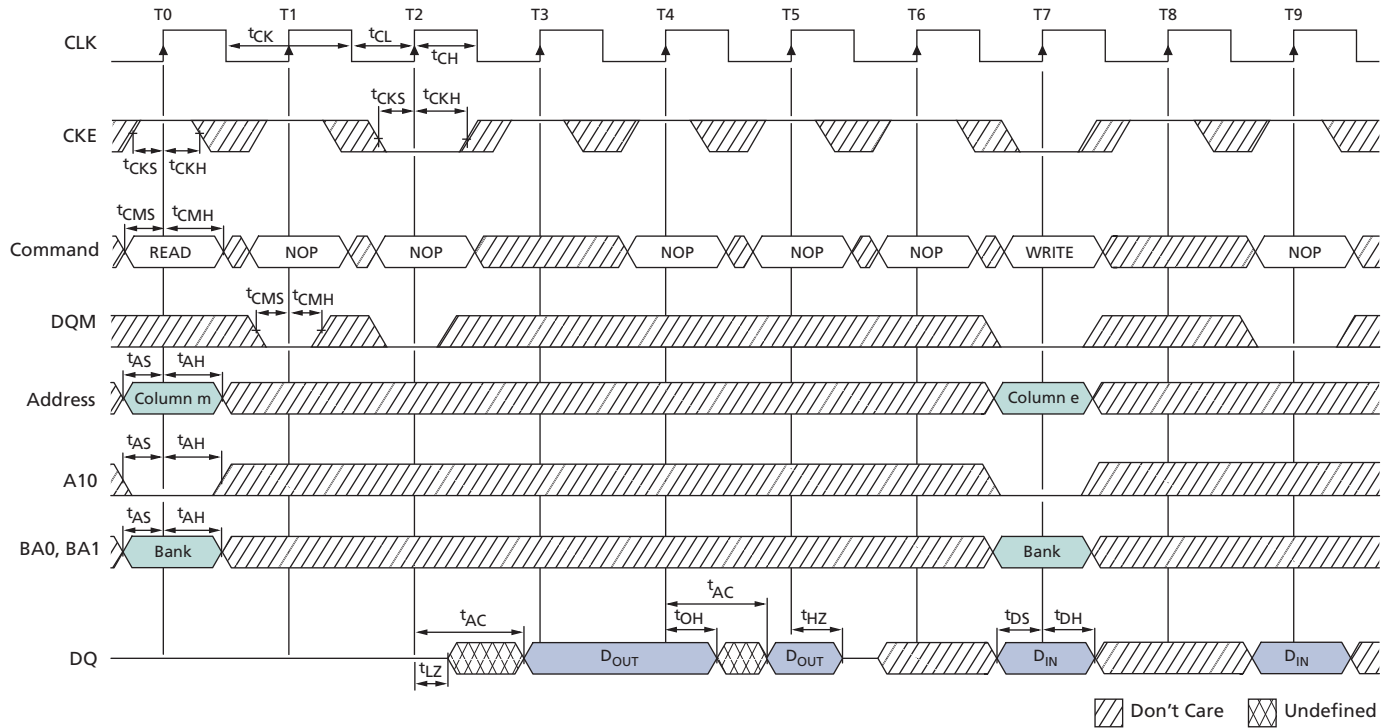 T0 T1 T2 T3 T4 T5 T6 T7 T8 T9
CLK tCK tCL tCH
tCKS tCKH
CKE
tCKS tCKH
tCMS tCMH
Command READ NOP NOP NOP NOP NOP WRITE NOP
tCMS tCMH
DQM
tAS tAH
Address Column m Column e
tAS tAH
A10
tAS tAH
BA0, BA1 Bank Bank
tAC tAC tOH tHZ tDS tDH
DQ DOUT DOUT DIN DIN
tLZ
Don't Care Undefined